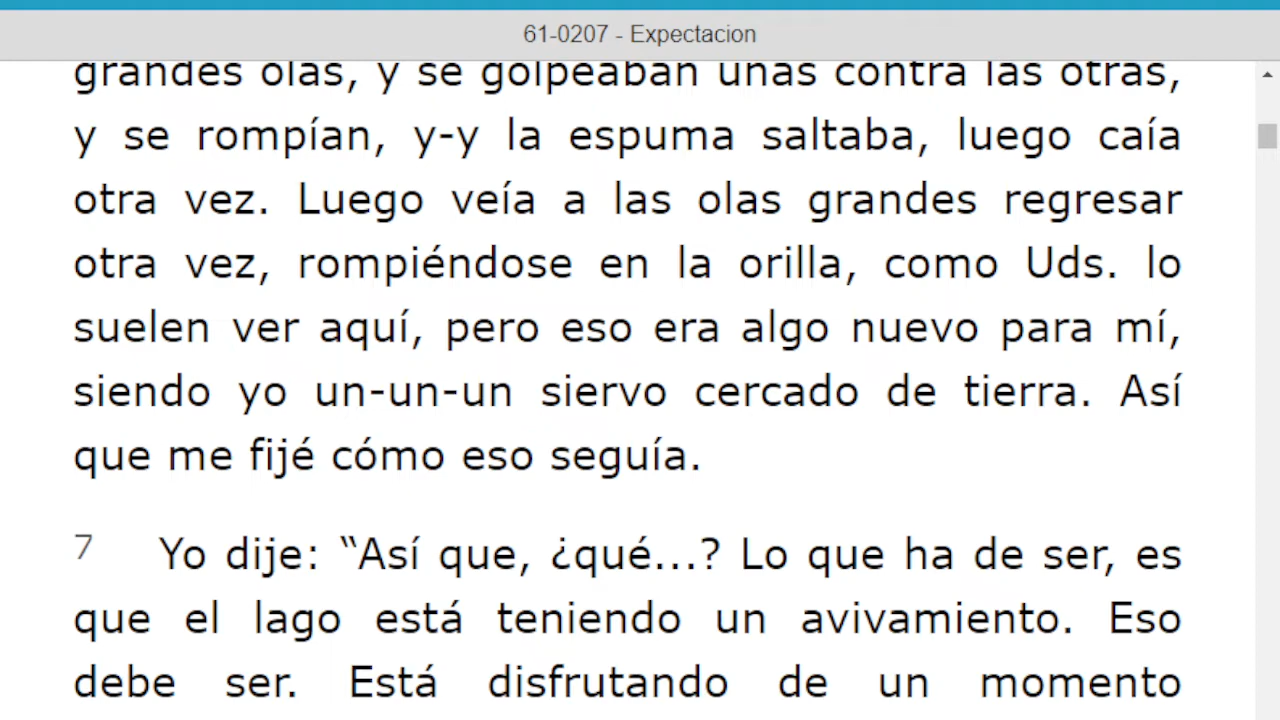 61-0207 - Expectacion
grandes olas, y se golpeaban unas contra las otras,
y se rompían, y-y la espuma saltaba, luego caía
otra vez. Luego veía a las olas grandes regresar
otra vez, rompiéndose en la orilla, como Uds. lo
suelen ver aquí, pero eso era algo nuevo para mí,
siendo yo un-un-un siervo cercado de tierra. Así
que me fijé cómo eso seguía.
7 Yo dije: “Así que, ¿qué...? Lo que ha de ser, es
que el lago está teniendo un avivamiento. Eso
debe ser. Está disfrutando de un momento